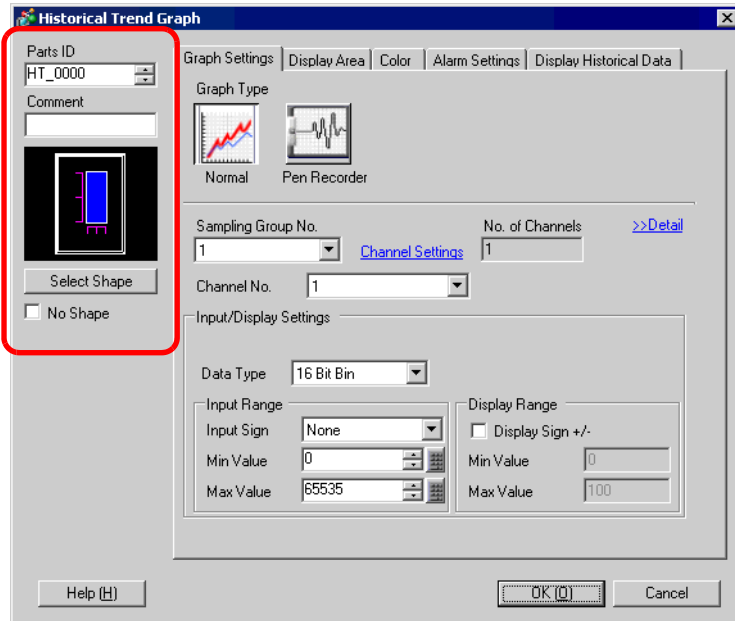 Historical Trend Graph
Parts ID
HT_0000
Comment
Select Shape
No Shape
Graph Settings
Display Area
Color
Alarm Settings
Display Historical Data
Graph Type
Normal
Pen Recorder
Sampling Group No.
1
Channel Settings
No. of Channels
1
>>Detail
Channel No.
1
Input/Display Settings
Data Type
16 Bit Bin
Input Range
Input Sign
None
Min Value
0
Max Value
65535
Display Range
Display Sign +/-
Min Value
0
Max Value
100
Help (H)
OK (O)
Cancel